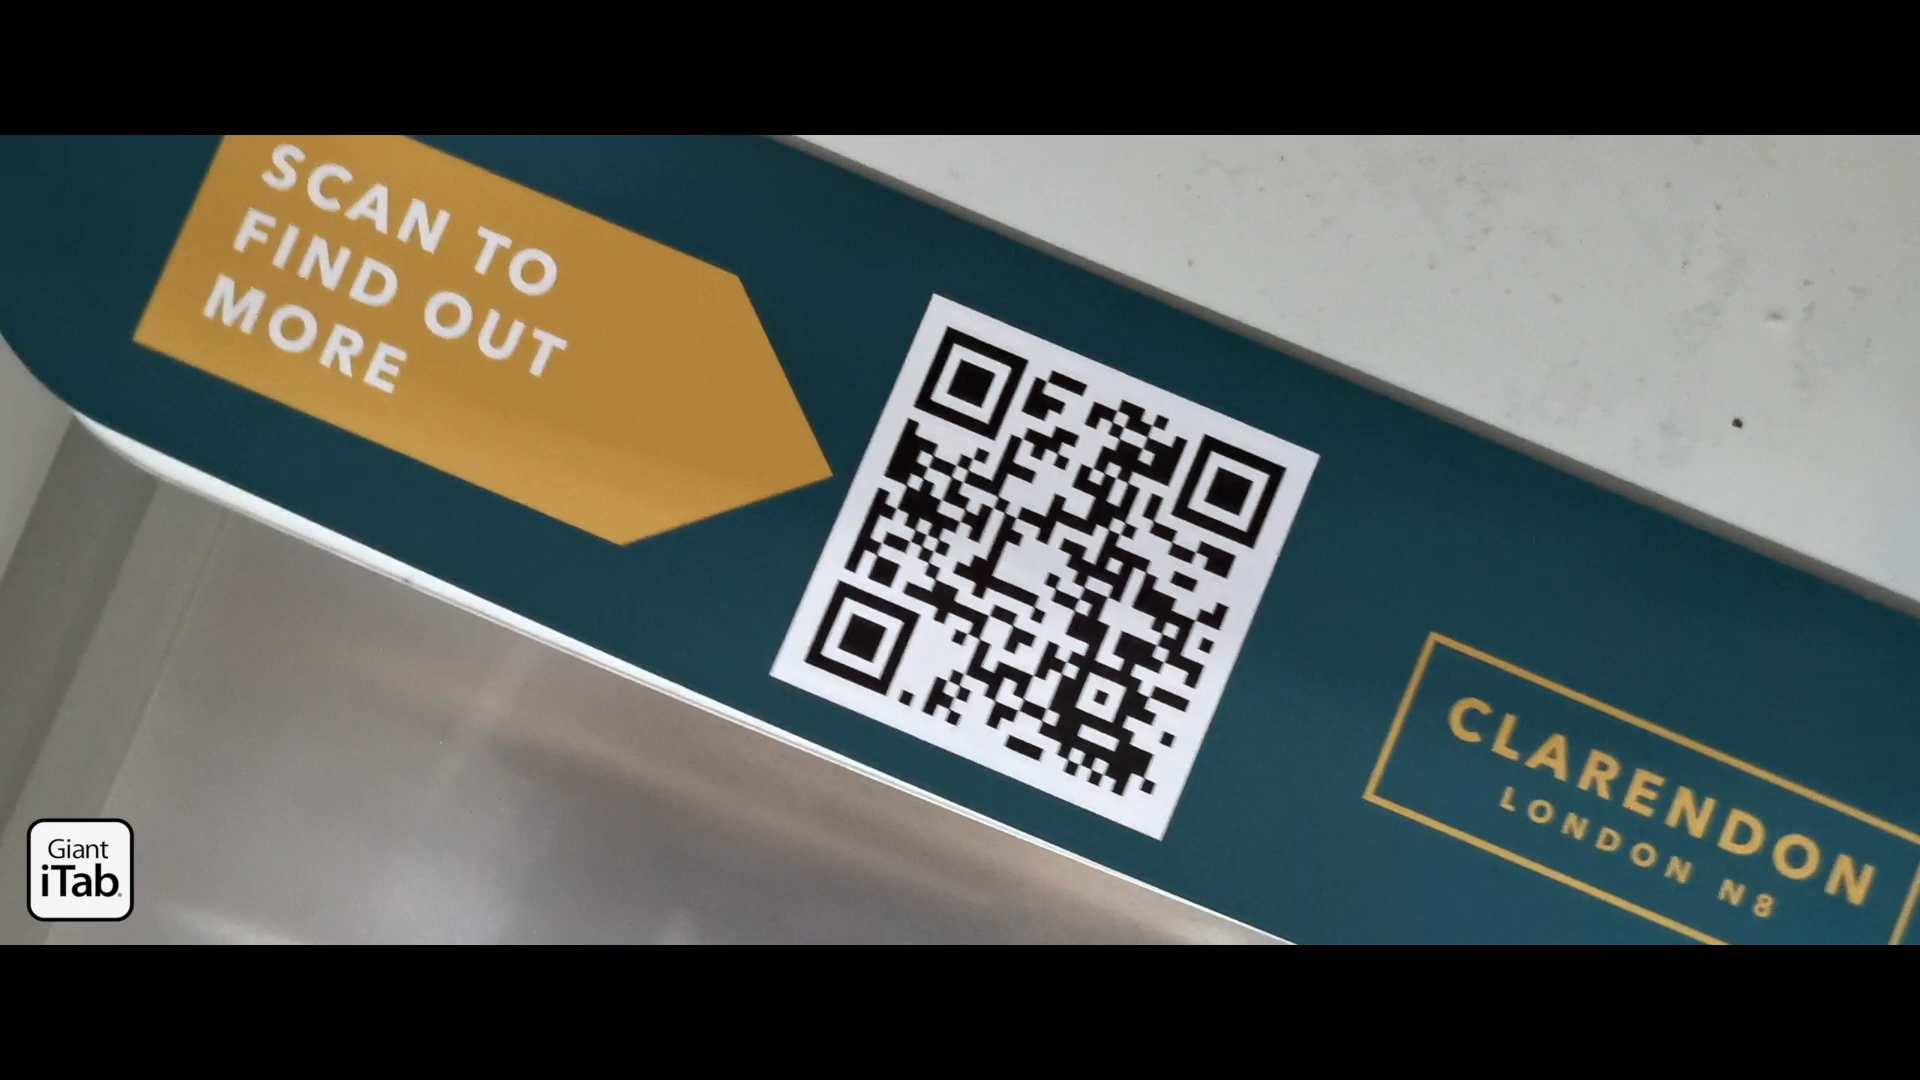 SCAN TO
FIND OUT
MORE
CLARENDON
LONDON N8
Giant
iTab